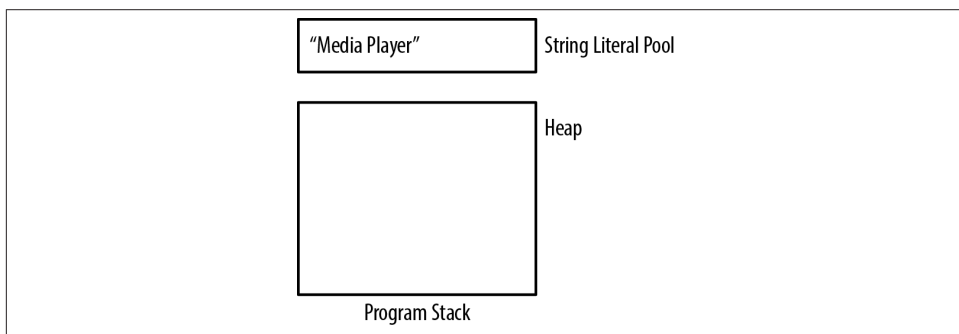 “Media Player” String Literal Pool
Heap
Program Stack